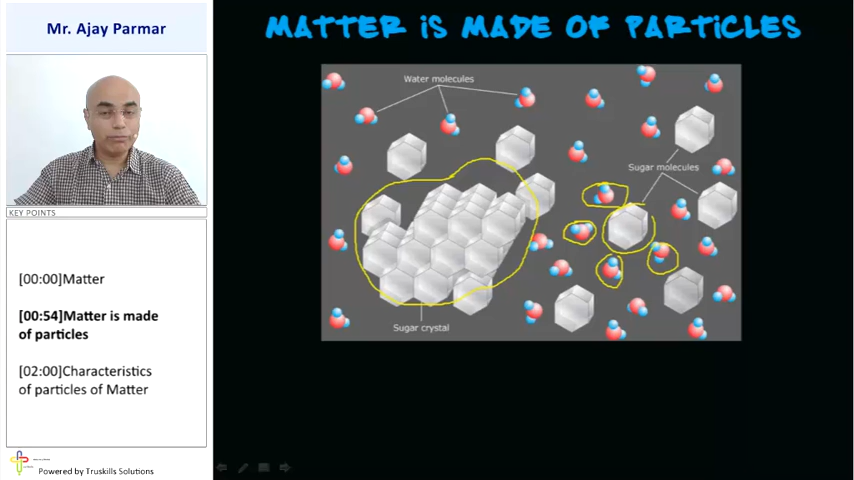 Mr. Ajay Parmar
MATTER iS MADE OF PARTiCLES
Water molecules
Sugar molecules
Sugar crystal
KEY POINTS
[00:00]Matter
[00:54]Matter is made
of particles
[02:00]Characteristics
of particles of Matter
Powered by Truskills Solutions